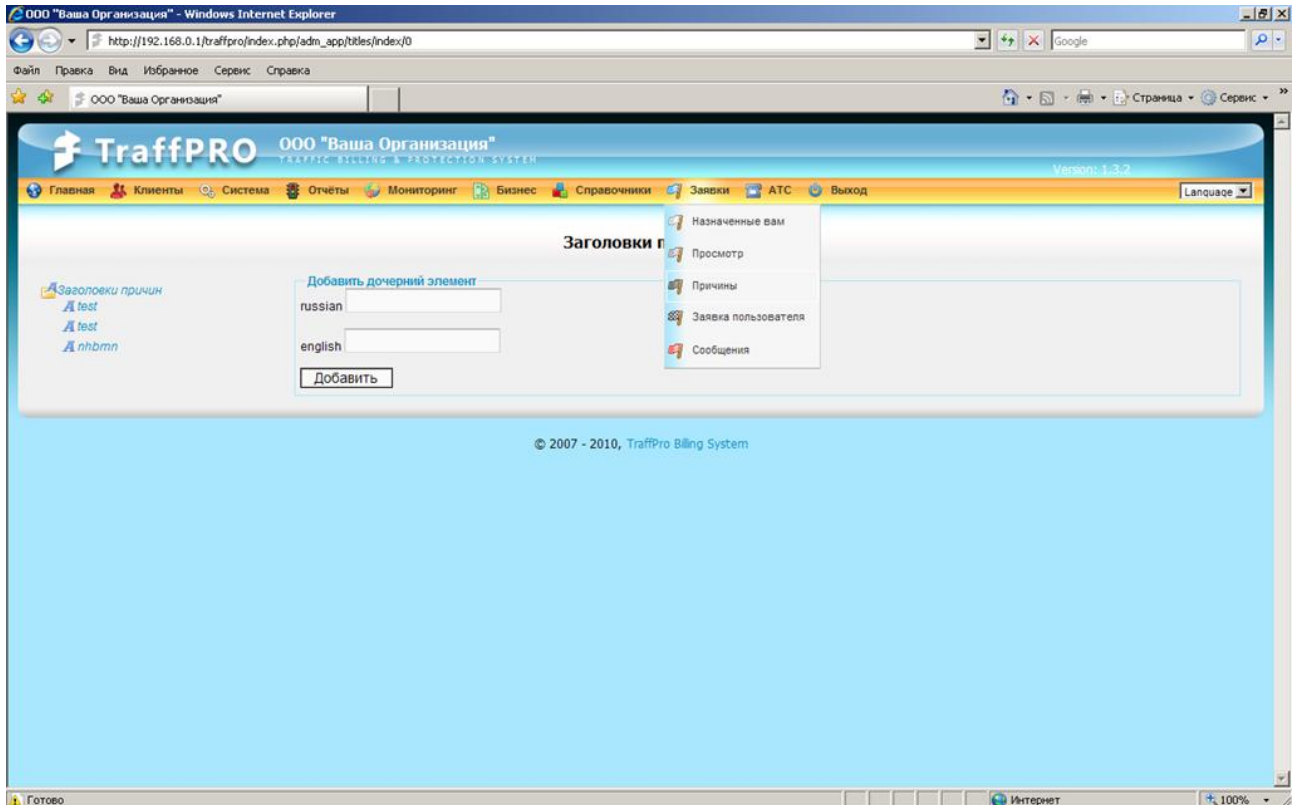 ООО "Ваша Организация" - Windows Internet Explorer
http://192.168.0.1/traffpro/index.php/adm_app/titles/index/0
Google
Файл Правка Вид Избранное Сервис Справка
ООО "Ваша Организация"
Страница
Сервис
TraffPRO
ООО "Ваша Организация"
TRAFFIC BILLING & PROTECTION SYSTEM
Version: 1.3.2
Главная Клиенты Система Отчёты Мониторинг Бизнес Справочники Заявки АТС Выход
Language
Назначенные вам
Просмотр
Причины
Заявка пользователя
Сообщения
Заголовки п
Заголовки причин
test
test
nhbmn
Добавить дочерний элемент
russian
english
Добавить
© 2007 - 2010, TraffPro Billing System
Готово
Интернет
100%